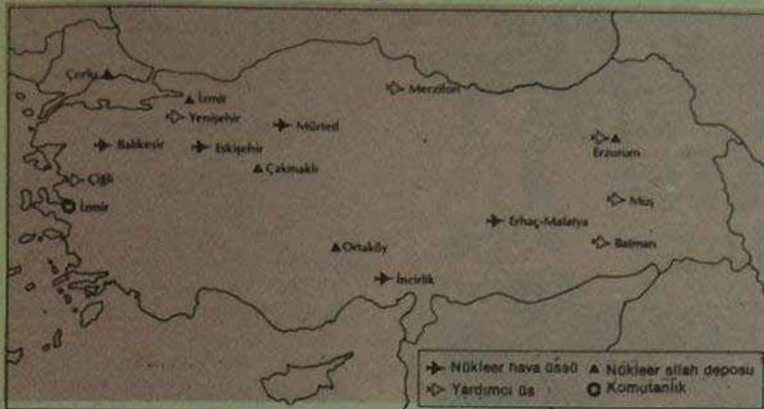 Çorlu
İzmit
Merzifon
Yenişehir
Mürted
Balıkesir
Eskişehir
Erzurum
Çakmaklı
Çiğli
İzmir
Muş
Erhaç-Malatya
Ortaköy
Batman
İncirlik
Nükleer hava üssü
Nükleer silah deposu
Yardımcı üs
Komutanlık